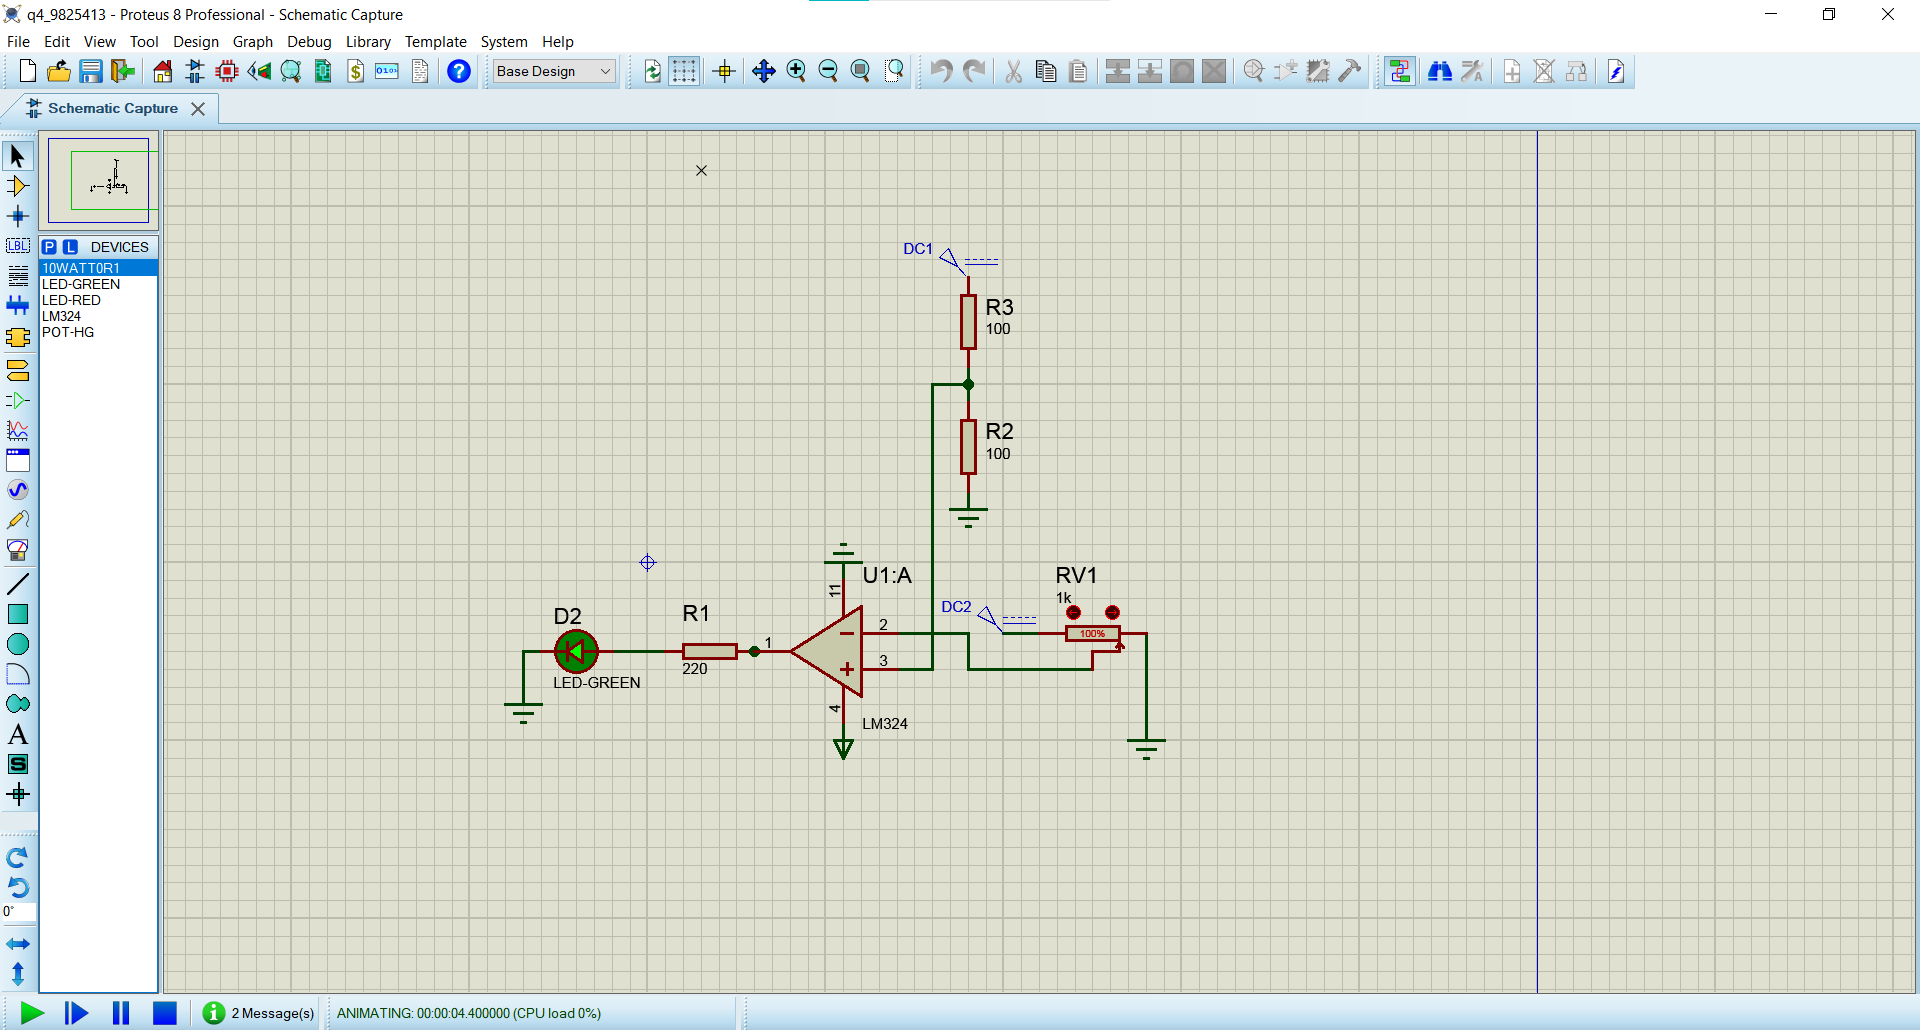 q4_9825413 - Proteus 8 Professional - Schematic Capture
File Edit View Tool Design Graph Debug Library Template System Help
$ 0101 ? Base Design
Schematic Capture
P L DEVICES
10WATT0R1
LED-GREEN
LED-RED
LM324
POT-HG
LBL
A
S
0°
DC1
R3
100
R2
100
U1:A
11
RV1
1k
DC2
100%
D2
R1
1
2
3
220
LED-GREEN
4
LM324
2 Message(s) ANIMATING: 00:00:04.400000 (CPU load 0%)